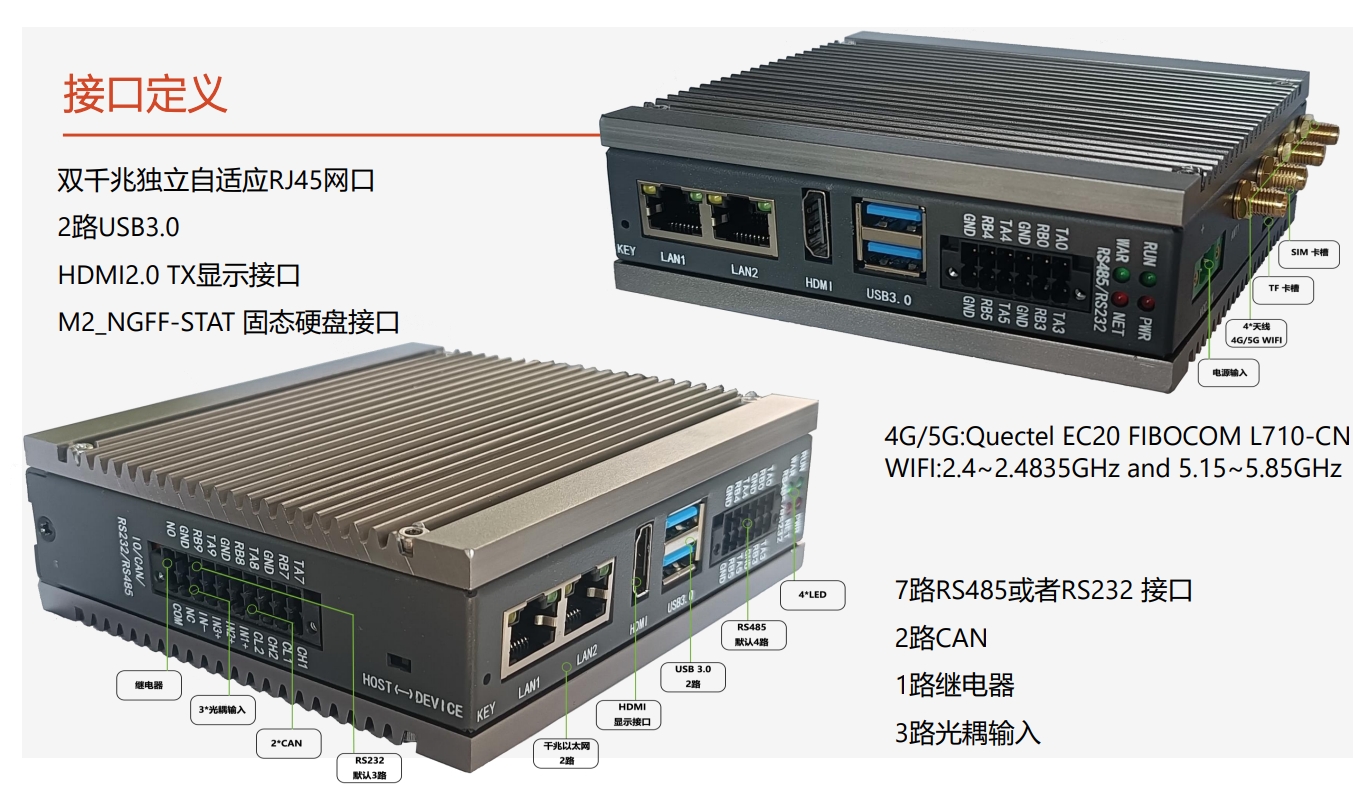 接口定义
双千兆独立自适应RJ45网口
2路USB3.0
HDMI2.0 TX显示接口
M2_NGFF-STAT 固态硬盘接口
KEY
LAN1
LAN2
HDMI
USB3.0
GND RB4 TA4 GND RB0 TA0
GND RB5 TA5 GND RB3 TA3
RS485/RS232
WAR RUN
NET PWR
SIM 卡槽
TF 卡槽
4*天线
4G/5G WIFI
电源输入
4G/5G:Quectel EC20 FIBOCOM L710-CN
WIFI:2.4~2.4835GHz and 5.15~5.85GHz
IO/CAN/
RS232/RS485
NO GND RB9 TA9 GND RB8 TA8 GND RB7 TA7
COM NC IN- IN3+ IN2+ IN1+ CL2 CH2 CL1 CH1
HOST⟷DEVICE
KEY
LAN1
LAN2
HDMI
USB3.0
继电器
3*光耦输入
2*CAN
RS232
默认3路
千兆以太网
2路
HDMI
显示接口
USB 3.0
2路
RS485
默认4路
4*LED
7路RS485或者RS232 接口
2路CAN
1路继电器
3路光耦输入